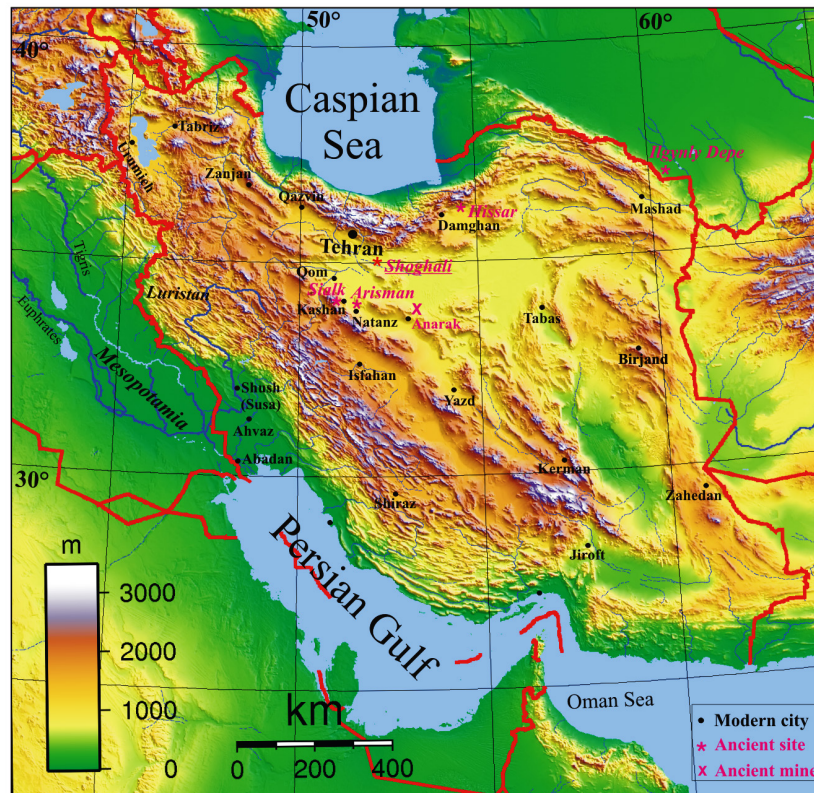 50°
60°
40°
Caspian
Sea
Ilgynly Depe
Tabriz
Urumieh
Zanjan
Qazvin
Hissar
Damghan
Mashad
Tehran
Tigris
Shoghali
Qom
Luristan
Sialk
Arisman
Kashan
Natanz
Anarak
Tabas
Euphrates
Birjand
Mesopotamia
Isfahan
Shush
(Susa)
Yazd
Ahvaz
Abadan
Kerman
30°
Shiraz
Zahedan
Jiroft
Persian Gulf
m
3000
2000
1000
0
km
0
200
400
Oman Sea
Modern city
Ancient site
x Ancient mine